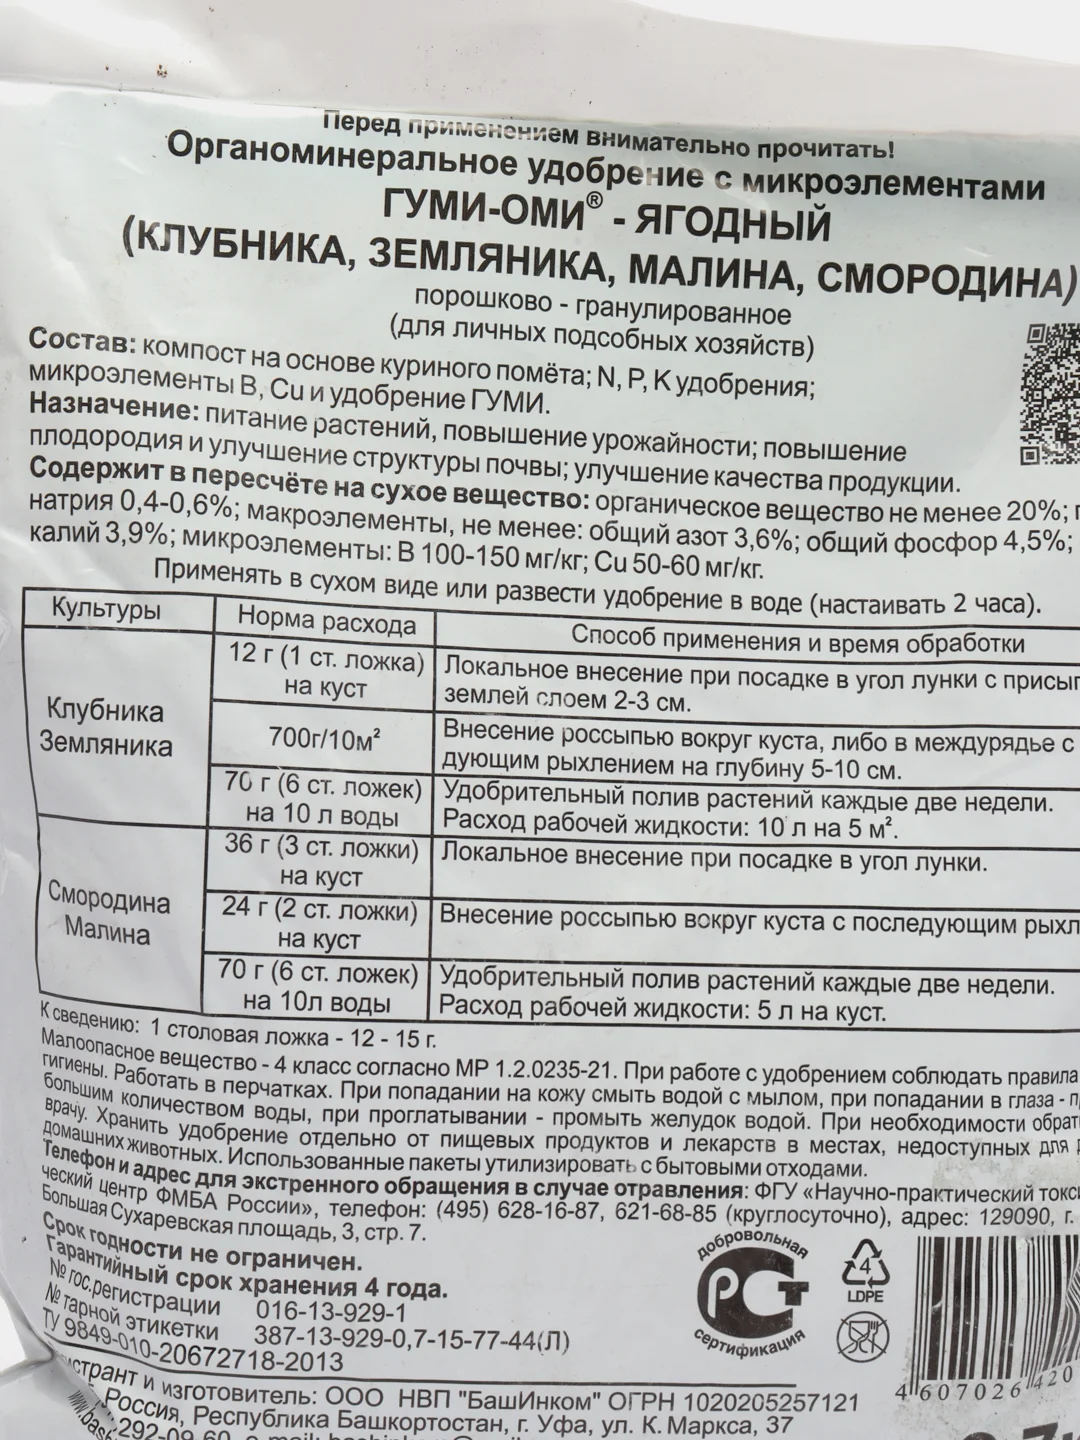 Перед применением внимательно прочитать!
Органоминеральное удобрение с микроэлементами
ГУМИ-ОМИ® - ЯГОДНЫЙ
(КЛУБНИКА, ЗЕМЛЯНИКА, МАЛИНА, СМОРОДИНА)
порошково - гранулированное
(для личных подсобных хозяйств)
Состав: компост на основе куриного помёта; N, P, K удобрения;
микроэлементы B, Cu и удобрение ГУМИ.
Назначение: питание растений, повышение урожайности; повышение
плодородия и улучшение структуры почвы; улучшение качества продукции.
Содержит в пересчёте на сухое вещество: органическое вещество не менее 20%;
натрия 0,4-0,6%; макроэлементы, не менее: общий азот 3,6%; общий фосфор 4,5%;
калий 3,9%; микроэлементы: B 100-150 мг/кг; Cu 50-60 мг/кг.
Применять в сухом виде или развести удобрение в воде (настаивать 2 часа).
Культуры Норма расхода Способ применения и время обработки
Клубника
Земляника
12 г (1 ст. ложка)
на куст
Локальное внесение при посадке в угол лунки с присып
землей слоем 2-3 см.
700г/10м²
Внесение россыпью вокруг куста, либо в междурядье с
дующим рыхлением на глубину 5-10 см.
70 г (6 ст. ложек)
на 10 л воды
Удобрительный полив растений каждые две недели.
Расход рабочей жидкости: 10 л на 5 м².
Смородина
Малина
36 г (3 ст. ложки)
на куст
Локальное внесение при посадке в угол лунки.
24 г (2 ст. ложки)
на куст
Внесение россыпью вокруг куста с последующим рыхл
70 г (6 ст. ложек)
на 10л воды
Удобрительный полив растений каждые две недели.
Расход рабочей жидкости: 5 л на куст.
К сведению: 1 столовая ложка - 12 - 15 г.
Малоопасное вещество - 4 класс согласно МР 1.2.0235-21. При работе с удобрением соблюдать правила
гигиены. Работать в перчатках. При попадании на кожу смыть водой с мылом, при попадании в глаза - п
большим количеством воды, при проглатывании - промыть желудок водой. При необходимости обрат
врачу. Хранить удобрение отдельно от пищевых продуктов и лекарств в местах, недоступных для
домашних животных. Использованные пакеты утилизировать с бытовыми отходами.
Телефон и адрес для экстренного обращения в случае отравления: ФГУ «Научно-практический токси
ческий центр ФМБА России», телефон: (495) 628-16-87, 621-68-85 (круглосуточно), адрес: 129090, г.
Большая Сухаревская площадь, 3, стр. 7.
Срок годности не ограничен.
Гарантийный срок хранения 4 года.
№ гос.регистрации 016-13-929-1
№ тарной этикетки 387-13-929-0,7-15-77-44(Л)
ТУ 9849-010-20672718-2013
добровольная
РСТ
сертификация
4
LDPE
4 607026 420
истрант и изготовитель: ООО НВП "БашИнком" ОГРН 1020205257121
Россия, Республика Башкортостан, г. Уфа, ул. К. Маркса, 37